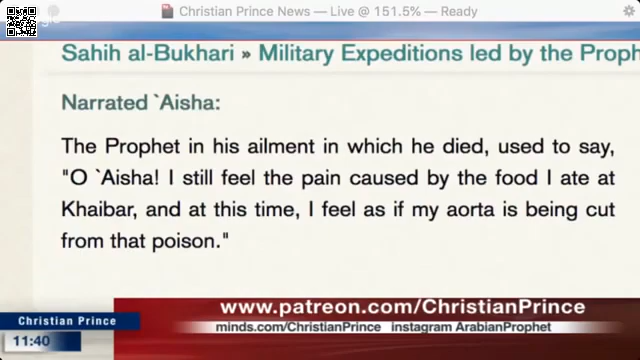 Christian Prince News — Live @ 151.5% — Ready
Sahih al-Bukhari » Military Expeditions led by the Proph
Narrated `Aisha:
The Prophet in his ailment in which he died, used to say,
"O `Aisha! I still feel the pain caused by the food I ate at
Khaibar, and at this time, I feel as if my aorta is being cut
from that poison."
www.patreon.com/ChristianPrince
Christian Prince
minds.com/ChristianPrince instagram ArabianProphet
11:40